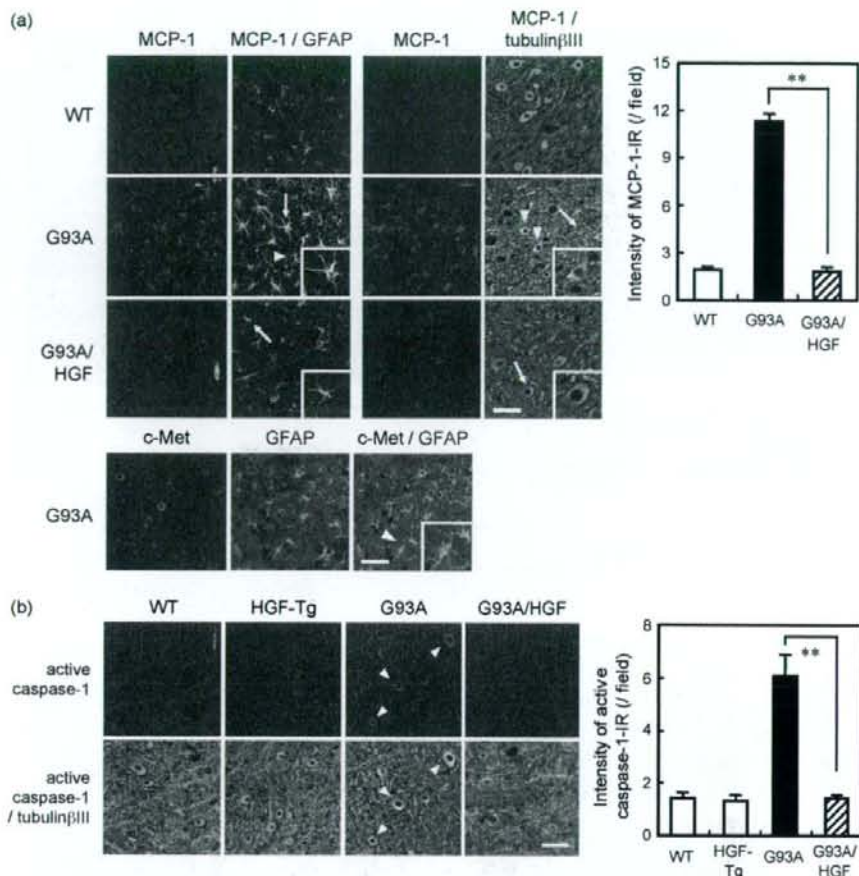 (a)
MCP-1 MCP-1 / GFAP MCP-1 MCP-1 / tubulinβIII
WT
G93A
G93A/
HGF
Intensity of MCP-1-IR (/ field)
15
12
9
6
3
0
**
WT G93A G93A/
HGF
c-Met GFAP c-Met / GFAP
G93A
(b)
WT HGF-Tg G93A G93A/HGF
active
caspase-1
active
caspase-1
/ tubulinβIII
Intensity of active
caspase-1-IR (/ field)
8
6
4
2
0
**
WT HGF-
Tg G93A G93A/
HGF